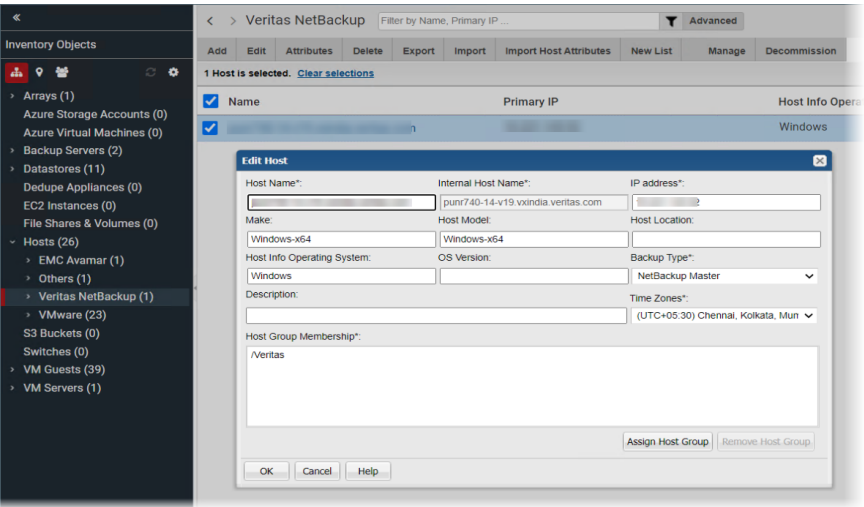 «
Inventory Objects
Arrays (1)
Azure Storage Accounts (0)
Azure Virtual Machines (0)
Backup Servers (2)
Datastores (11)
Dedupe Appliances (0)
EC2 Instances (0)
File Shares & Volumes (0)
Hosts (26)
EMC Avamar (1)
Others (1)
Veritas NetBackup (1)
VMware (23)
S3 Buckets (0)
Switches (0)
VM Guests (39)
VM Servers (1)
< > Veritas NetBackup Filter by Name, Primary IP ... Advanced
Add Edit Attributes Delete Export Import Import Host Attributes New List Manage Decommission
1 Host is selected. Clear selections
Name Primary IP Host Info Opera
Windows
Edit Host
Host Name*: Internal Host Name*: IP address*:
punr740-14-v19.vxindia.veritas.com
Make: Host Model: Host Location:
Windows-x64 Windows-x64
Host Info Operating System: OS Version: Backup Type*:
Windows NetBackup Master
Description: Time Zones*:
(UTC+05:30) Chennai, Kolkata, Mum
Host Group Membership*:
/Veritas
Assign Host Group Remove Host Group
OK Cancel Help